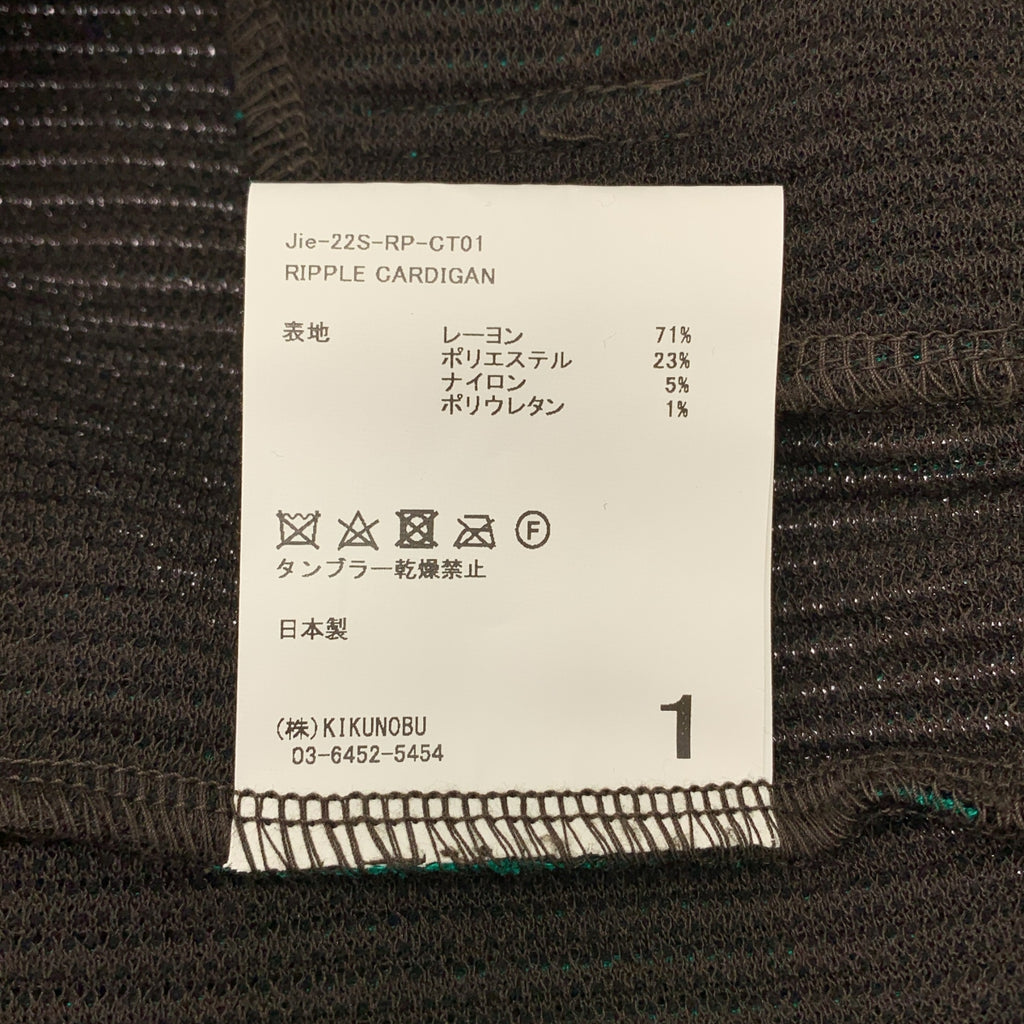 Jie-22S-RP-CT01
RIPPLE CARDIGAN
表地 レーヨン 71%
ポリエステル 23%
ナイロン 5%
ポリウレタン 1%
F
タンブラー乾燥禁止
日本製
(株)KIKUNOBU
03-6452-5454
1